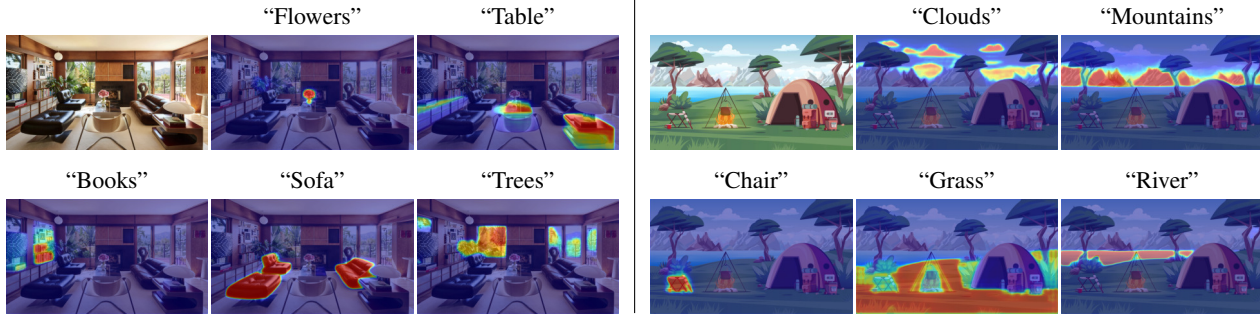 “Flowers” “Table” “Clouds” “Mountains”
“Books” “Sofa” “Trees” “Chair” “Grass” “River”